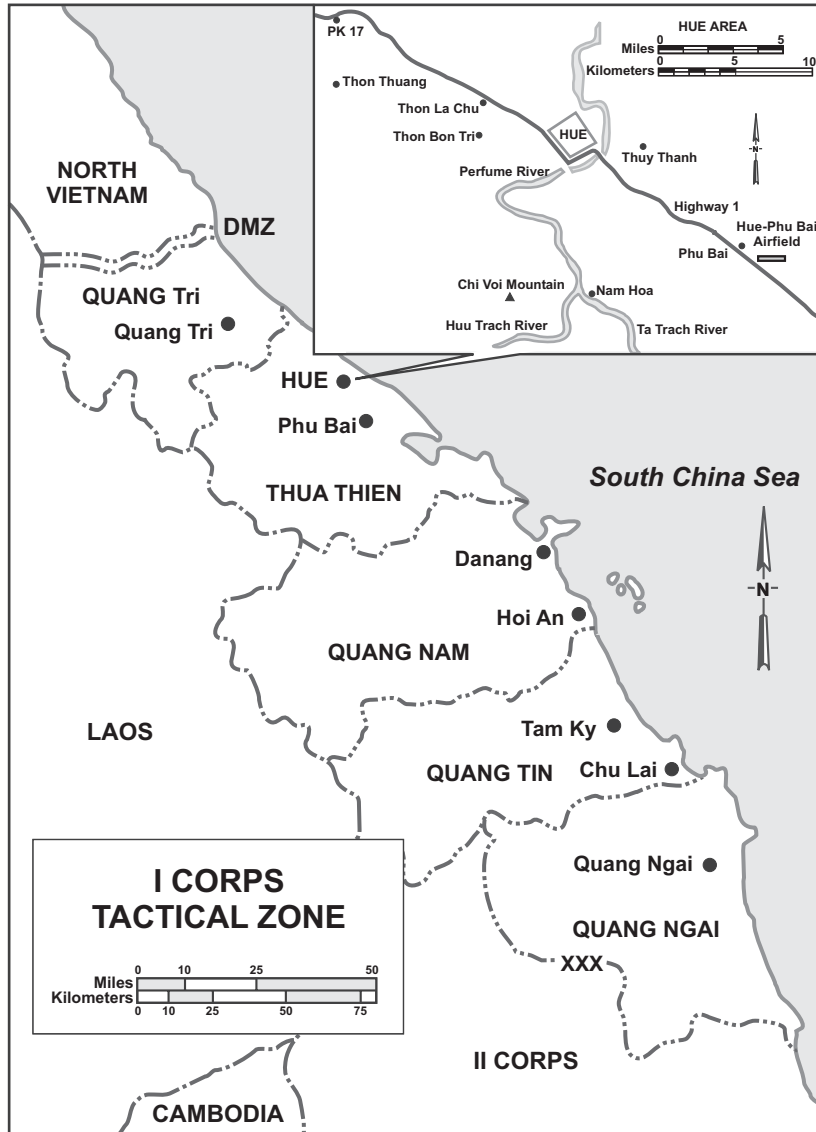 HUE AREA
0 5
Miles
Kilometers
0 5 10
PK 17
Thon Thuang
Thon La Chu
Thon Bon Tri
HUE
Thuy Thanh
N
Perfume River
Highway 1
Hue-Phu Bai
Airfield
Phu Bai
Chi Voi Mountain
Nam Hoa
Huu Trach River
Ta Trach River
NORTH
VIETNAM
DMZ
QUANG Tri
Quang Tri
HUE
Phu Bai
THUA THIEN
South China Sea
Danang
N
Hoi An
QUANG NAM
LAOS
Tam Ky
QUANG TIN
Chu Lai
Quang Ngai
QUANG NGAI
XXX
I CORPS
TACTICAL ZONE
0 10 25 50
Miles
Kilometers
0 10 25 50 75
II CORPS
CAMBODIA